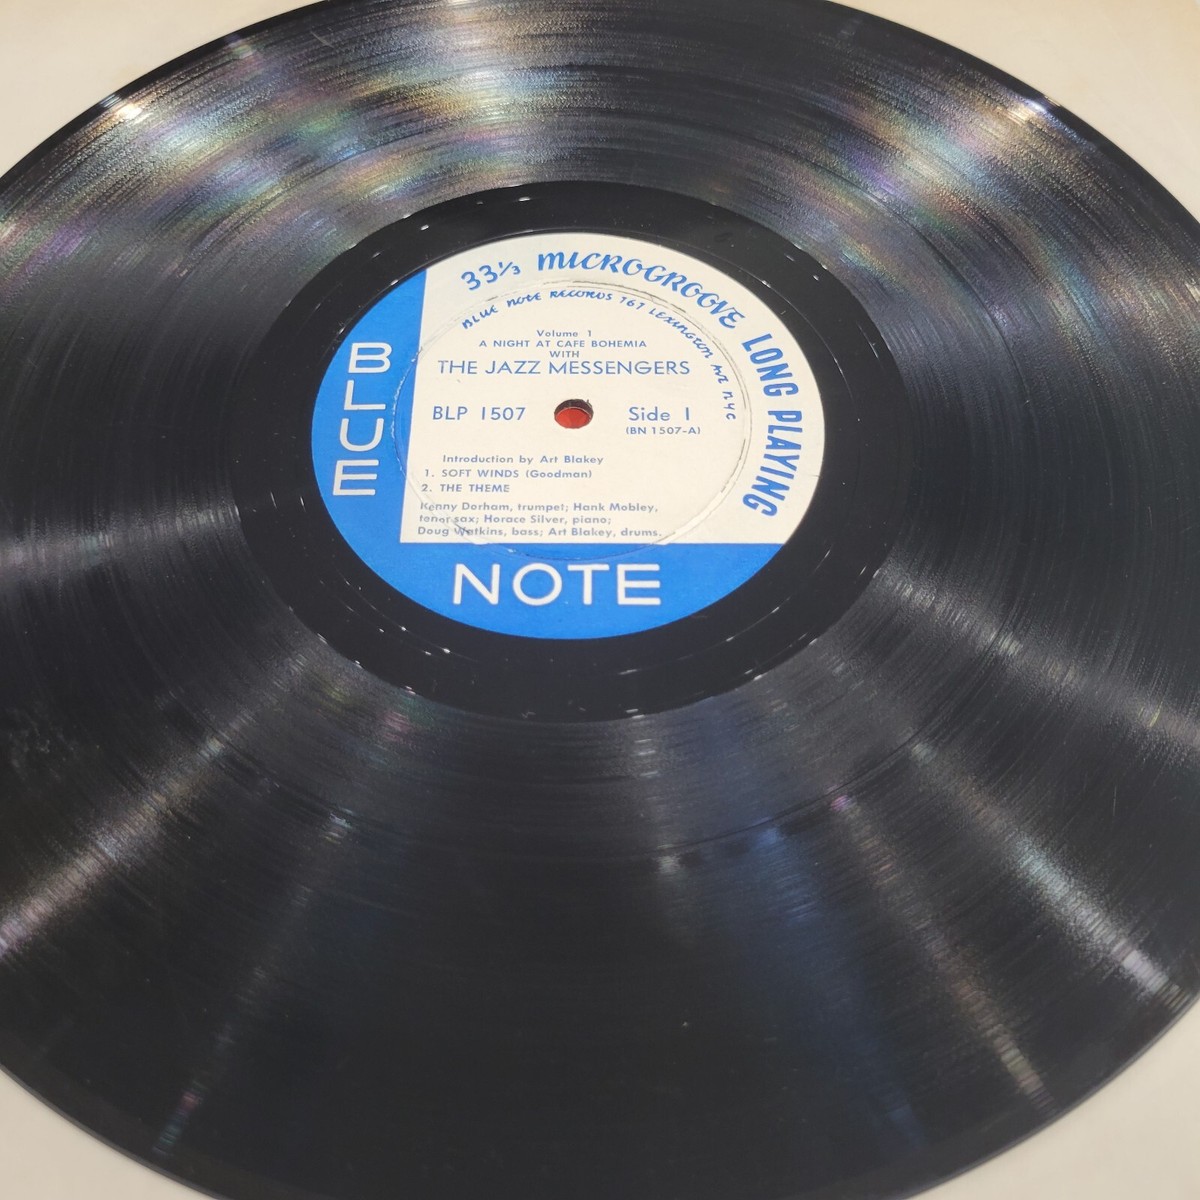 33⅓ MICROGROOVE LONG PLAYING
BLUE NOTE RECORDS 767 LEXINGTON AVE NYC
Volume 1
A NIGHT AT CAFE BOHEMIA
WITH
THE JAZZ MESSENGERS
BLP 1507
Side 1
(BN 1507-A)
Introduction by Art Blakey
1. SOFT WINDS (Goodman)
2. THE THEME
Kenny Dorham, trumpet; Hank Mobley,
tenor sax; Horace Silver, piano;
Doug Watkins, bass; Art Blakey, drums.
BLUE
NOTE